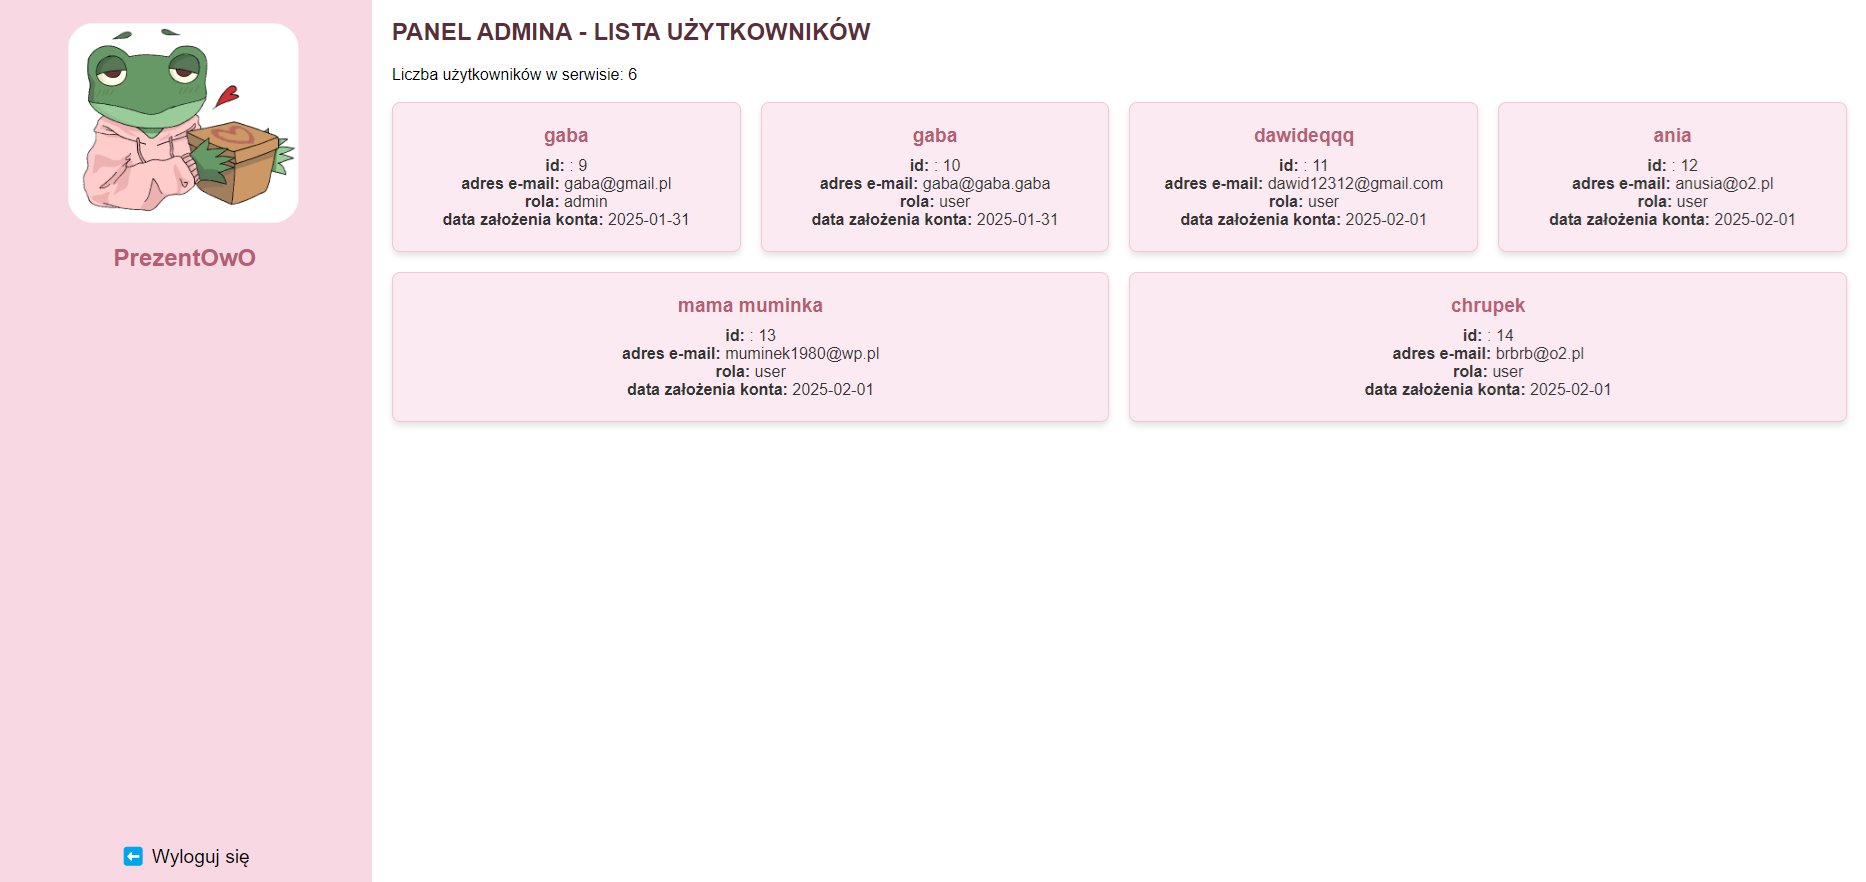 PrezentOwO
Wyloguj się
PANEL ADMINA - LISTA UŻYTKOWNIKÓW
Liczba użytkowników w serwisie: 6
gaba
id: : 9
adres e-mail: gaba@gmail.pl
rola: admin
data założenia konta: 2025-01-31
gaba
id: : 10
adres e-mail: gaba@gaba.gaba
rola: user
data założenia konta: 2025-01-31
dawideqqq
id: : 11
adres e-mail: dawid12312@gmail.com
rola: user
data założenia konta: 2025-02-01
ania
id: : 12
adres e-mail: anusia@o2.pl
rola: user
data założenia konta: 2025-02-01
mama muminka
id: : 13
adres e-mail: muminek1980@wp.pl
rola: user
data założenia konta: 2025-02-01
chrupek
id: : 14
adres e-mail: brbrb@o2.pl
rola: user
data założenia konta: 2025-02-01